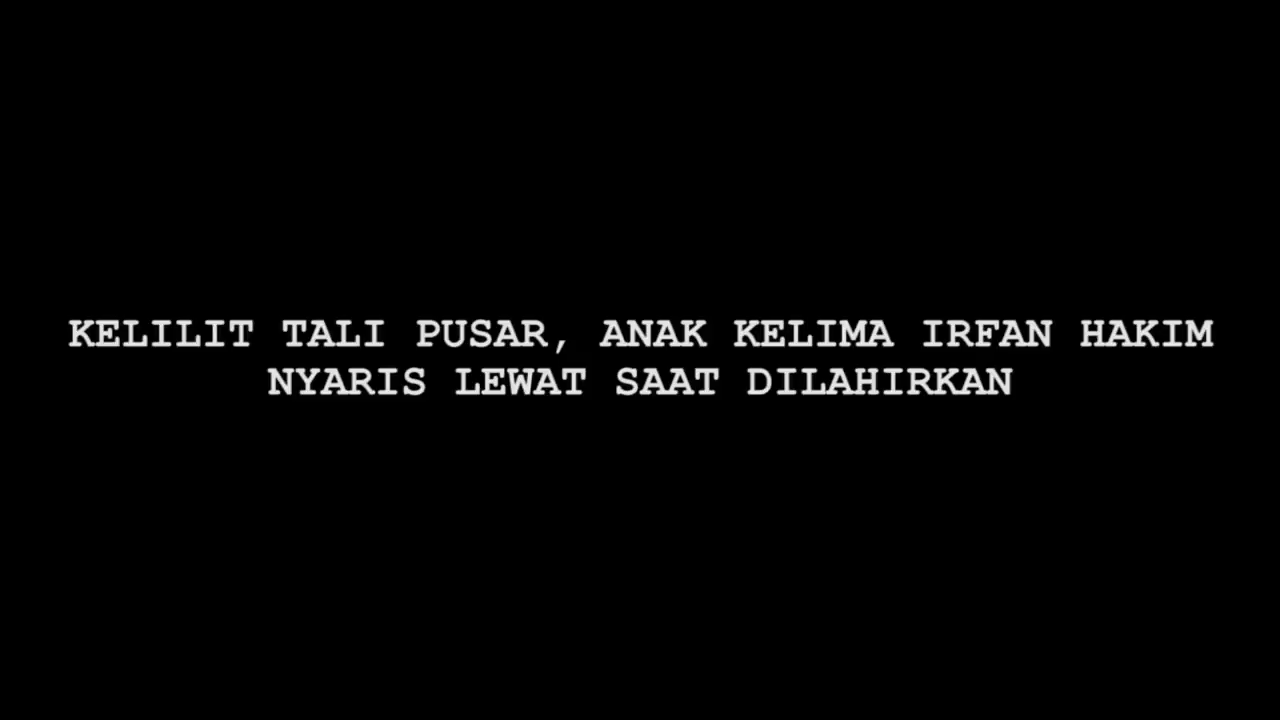 KELILIT TALI PUSAR, ANAK KELIMA IRFAN HAKIM
NYARIS LEWAT SAAT DILAHIRKAN